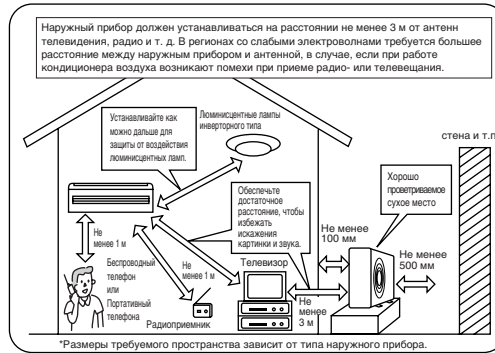 Наружный прибор должен устанавливаться на расстоянии не менее 3 м от антенн
телевидения, радио и т. д. В регионах со слабыми электроволнами требуется большее
расстояние между наружным прибором и антенной, в случае, если при работе
кондиционера воздуха возникают помехи при приеме радио- или телевещания.
Устанавливайте как
можно дальше для
защиты от воздействия
люминисцентных ламп.
Люминисцентные лампы
инверторного типа
стена и т.п
Обеспечьте
достаточное
расстояние, чтобы
избежать
искажения
картинки и звука.
Хорошо
проветриваемое
сухое место
Не
менее 1 м
Не менее
100 мм
Не менее
500 мм
Беспроводный
телефон
или
Портативный
телефона
Не
менее 1 м
Радиоприемник
Телевизор
Не
менее
3 м
*Размеры требуемого пространства зависит от типа наружного прибора.